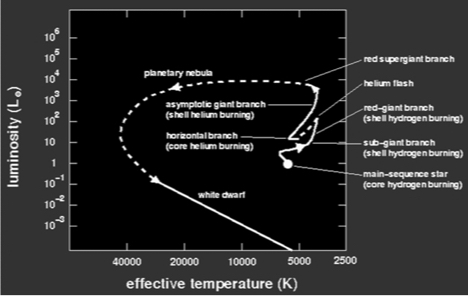 luminosity (L⊙)
10⁶
10⁵
10⁴
10³
10²
10
1
10⁻¹
10⁻²
10⁻³
planetary nebula
asymptotic giant branch
(shell helium burning)
horizontal branch
(core helium burning)
white dwarf
red supergiant branch
helium flash
red-giant branch
(shell hydrogen burning)
sub-giant branch
(shell hydrogen burning)
main-sequence star
(core hydrogen burning)
40000 20000 10000 5000 2500
effective temperature (K)